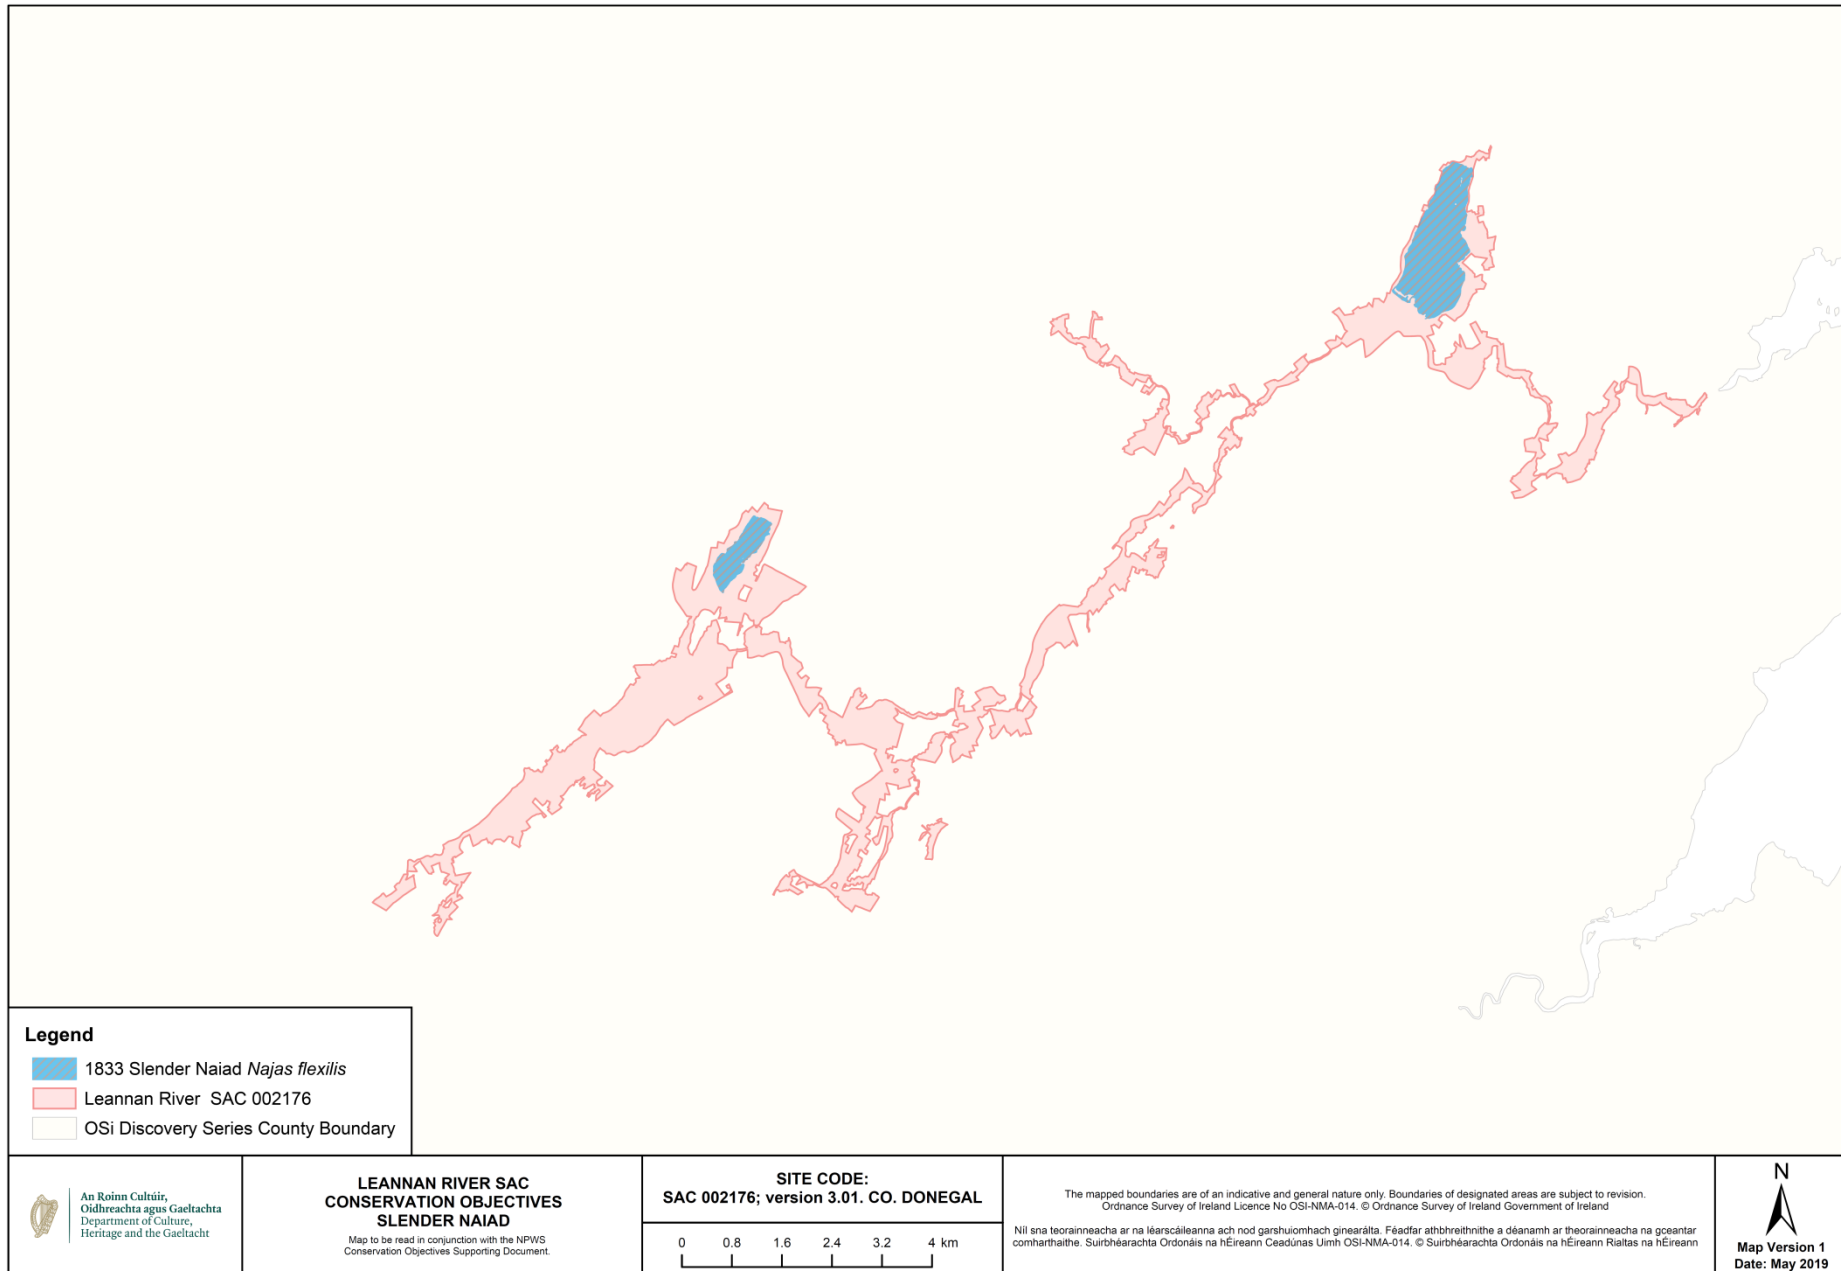 Legend
1833 Slender Naiad Najas flexilis
Leannan River SAC 002176
OSi Discovery Series County Boundary
An Roinn Cultúir,
Oidhreachta agus Gaeltachta
Department of Culture,
Heritage and the Gaeltacht
LEANNAN RIVER SAC
CONSERVATION OBJECTIVES
SLENDER NAIAD
Map to be read in conjunction with the NPWS
Conservation Objectives Supporting Document.
SITE CODE:
SAC 002176; version 3.01. CO. DONEGAL
0 0.8 1.6 2.4 3.2 4 km
The mapped boundaries are of an indicative and general nature only. Boundaries of designated areas are subject to revision.
Ordnance Survey of Ireland Licence No OSI-NMA-014. © Ordnance Survey of Ireland Government of Ireland
Níl sna teorainneacha ar na léarscáileanna ach nod garshuiomhach ginearálta. Féadfar athbhreithnithe a déanamh ar theorainneacha na gceantar
comharthaithe. Suirbhéarachta Ordonáis na hÉireann Ceadúnas Uimh OSI-NMA-014. © Suirbhéarachta Ordonáis na hÉireann Rialtas na hÉireann
N
Map Version 1
Date: May 2019